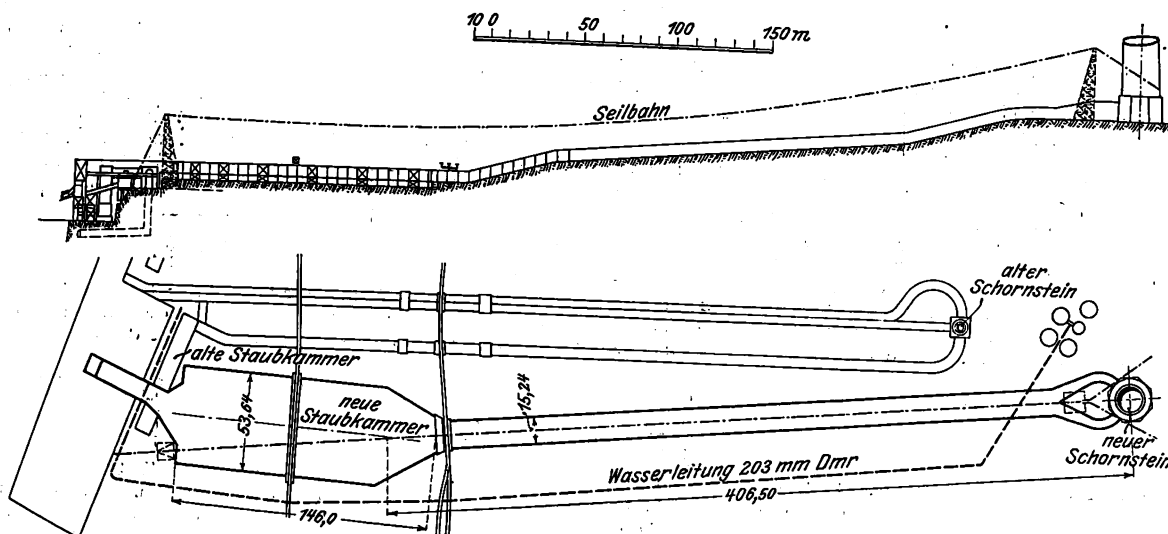 10 0 50 100 150 m
Seilbahn
alter
Schornstein
alte Staubkammer
53,64
neue
Staubkammer
15,24
neuer
Schornstein
Wasserleitung 203 mm Dmr
406,50
146,0